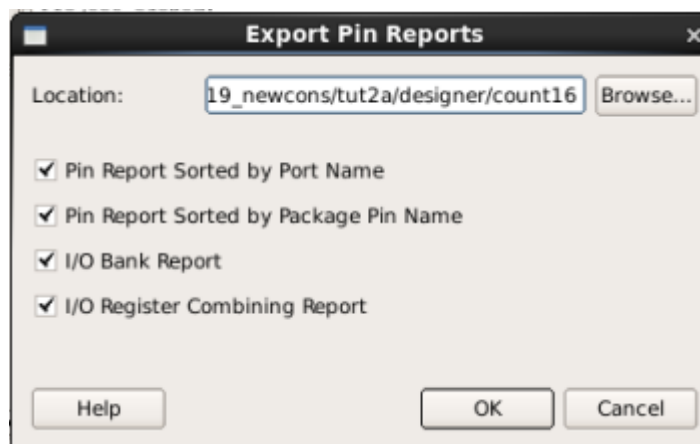 Export Pin Reports
Location: 19_newcons/tut2a/designer/count16 Browse...
Pin Report Sorted by Port Name
Pin Report Sorted by Package Pin Name
I/O Bank Report
I/O Register Combining Report
Help OK Cancel